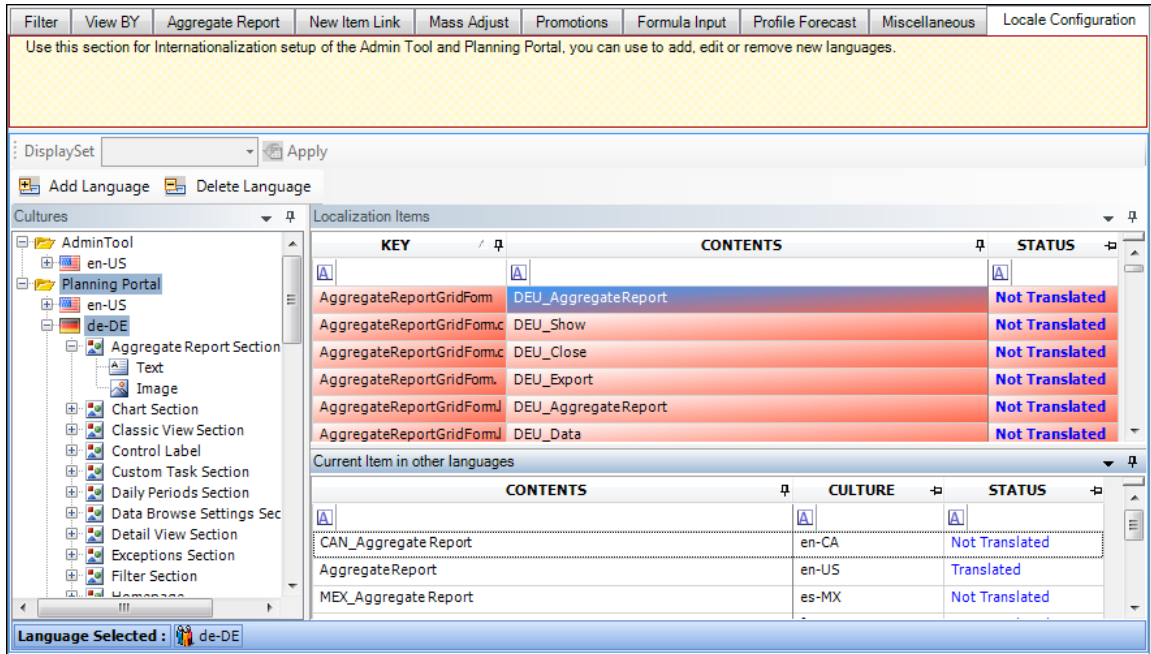 Filter View BY Aggregate Report New Item Link Mass Adjust Promotions Formula Input Profile Forecast Miscellaneous Locale Configuration
Use this section for Internationalization setup of the Admin Tool and Planning Portal, you can use to add, edit or remove new languages.
DisplaySet Apply
Add Language Delete Language
Cultures
AdminTool
en-US
Planning Portal
en-US
de-DE
Aggregate Report Section
Text
Image
Chart Section
Classic View Section
Control Label
Custom Task Section
Daily Periods Section
Data Browse Settings Sec
Detail View Section
Exceptions Section
Filter Section
Homepage
Localization Items
KEY CONTENTS STATUS
AggregateReportGridForm DEU_AggregateReport Not Translated
AggregateReportGridForm.c DEU_Show Not Translated
AggregateReportGridForm.c DEU_Close Not Translated
AggregateReportGridForm. DEU_Export Not Translated
AggregateReportGridForm.l DEU_AggregateReport Not Translated
AggregateReportGridForm.l DEU_Data Not Translated
Current Item in other languages
CONTENTS CULTURE STATUS
CAN_Aggregate Report en-CA Not Translated
AggregateReport en-US Translated
MEX_Aggregate Report es-MX Not Translated
Language Selected : de-DE